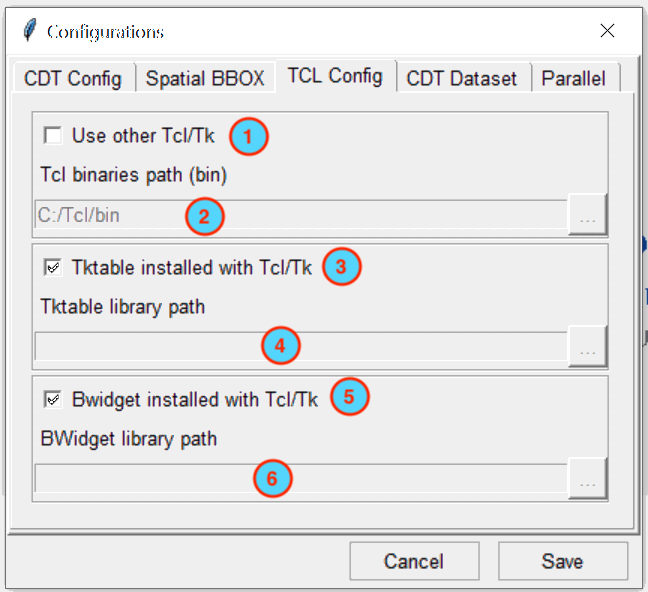 Configurations
CDT Config Spatial BBOX TCL Config CDT Dataset Parallel
Use other Tcl/Tk 1
Tcl binaries path (bin)
C:/Tcl/bin 2 ...
Tktable installed with Tcl/Tk 3
Tktable library path
4 ...
Bwidget installed with Tcl/Tk 5
BWidget library path
6 ...
Cancel Save